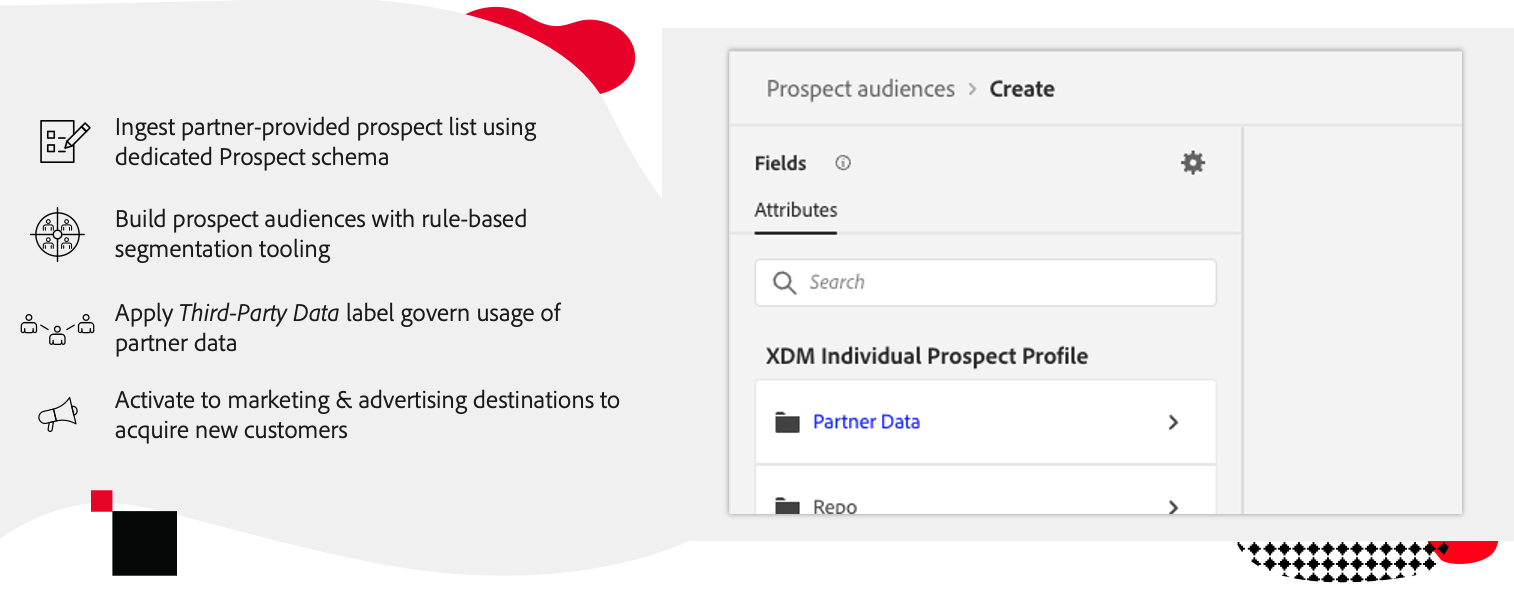 Ingest partner-provided prospect list using
dedicated Prospect schema
Build prospect audiences with rule-based
segmentation tooling
Apply Third-Party Data label govern usage of
partner data
Activate to marketing & advertising destinations to
acquire new customers
Prospect audiences > Create
Fields
Attributes
Search
XDM Individual Prospect Profile
Partner Data
Repo